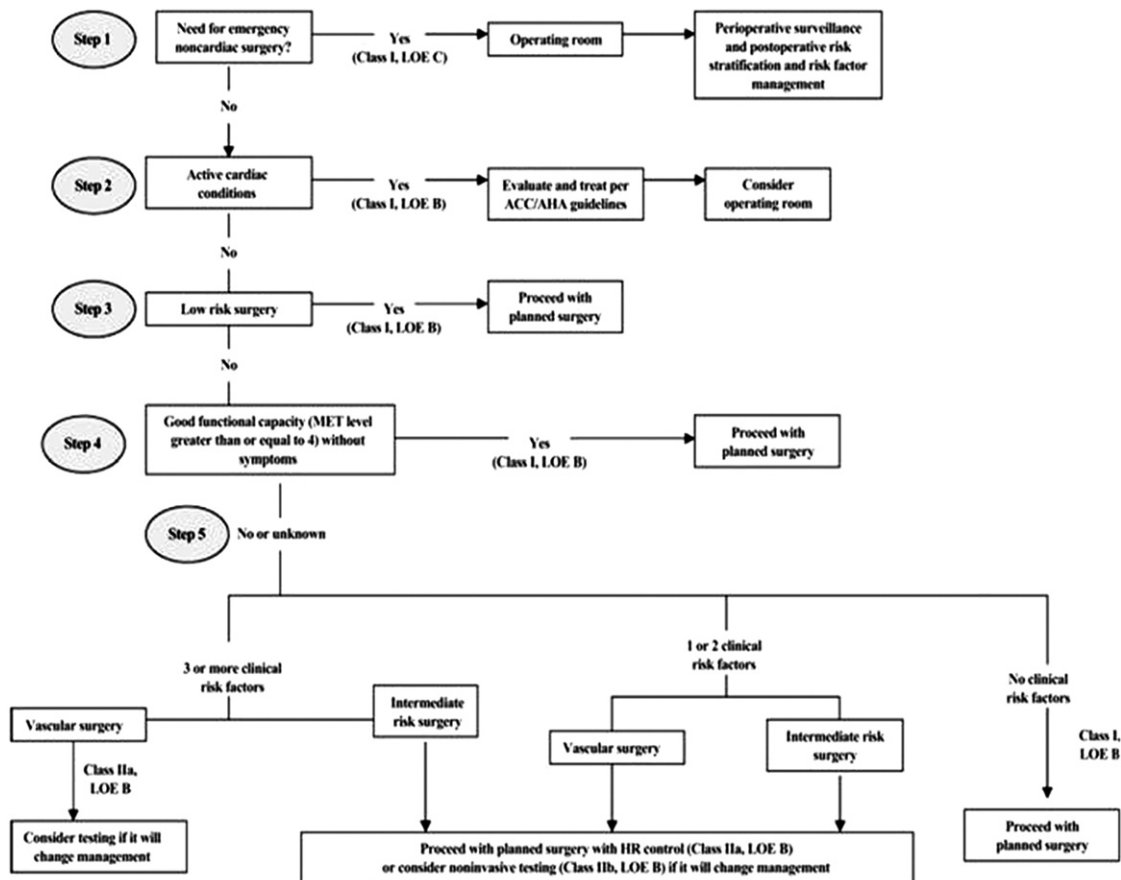 Step 1
Need for emergency
noncardiac surgery?
Yes
(Class I, LOE C)
Operating room
Perioperative surveillance
and postoperative risk
stratification and risk factor
management
No
Step 2
Active cardiac
conditions
Yes
(Class I, LOE B)
Evaluate and treat per
ACC/AHA guidelines
Consider
operating room
No
Step 3
Low risk surgery
Yes
(Class I, LOE B)
Proceed with
planned surgery
No
Step 4
Good functional capacity (MET level
greater than or equal to 4) without
symptoms
Yes
(Class I, LOE B)
Proceed with
planned surgery
Step 5
No or unknown
3 or more clinical
risk factors
1 or 2 clinical
risk factors
No clinical
risk factors
Vascular surgery
Intermediate
risk surgery
Vascular surgery
Intermediate risk
surgery
Class I,
LOE B
Class IIa,
LOE B
Consider testing if it will
change management
Proceed with planned surgery with HR control (Class IIa, LOE B)
or consider noninvasive testing (Class IIb, LOE B) if it will change management
Proceed with
planned surgery